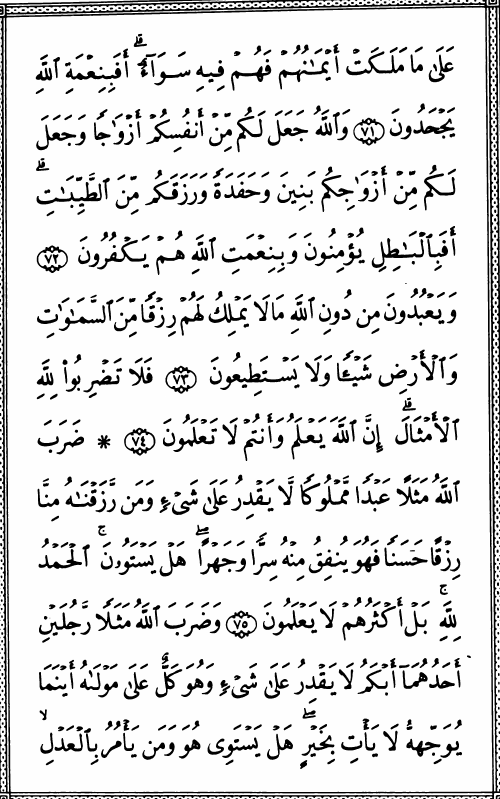 عَلَىٰ مَا مَلَكَتْ أَيْمَـٰنُهُمْ فَهُمْ فِيهِ سَوَآءٌ ۚ أَفَبِنِعْمَةِ ٱللَّهِ
يَجْحَدُونَ ٧١ وَٱللَّهُ جَعَلَ لَكُم مِّنْ أَنفُسِكُمْ أَزْوَٰجًا وَجَعَلَ
لَكُم مِّنْ أَزْوَٰجِكُم بَنِينَ وَحَفَدَةً وَرَزَقَكُم مِّنَ ٱلطَّيِّبَـٰتِ ۚ
أَفَبِٱلْبَـٰطِلِ يُؤْمِنُونَ وَبِنِعْمَتِ ٱللَّهِ هُمْ يَكْفُرُونَ ٧٢
وَيَعْبُدُونَ مِن دُونِ ٱللَّهِ مَا لَا يَمْلِكُ لَهُمْ رِزْقًا مِّنَ ٱلسَّمَـٰوَٰتِ
وَٱلْأَرْضِ شَيْـًٔا وَلَا يَسْتَطِيعُونَ ٧٣ فَلَا تَضْرِبُوا۟ لِلَّهِ
ٱلْأَمْثَالَ ۚ إِنَّ ٱللَّهَ يَعْلَمُ وَأَنتُمْ لَا تَعْلَمُونَ ٧٤ * ضَرَبَ
ٱللَّهُ مَثَلًا عَبْدًا مَّمْلُوكًا لَّا يَقْدِرُ عَلَىٰ شَىْءٍ وَمَن رَّزَقْنَـٰهُ مِنَّا
رِزْقًا حَسَنًا فَهُوَ يُنفِقُ مِنْهُ سِرًّا وَجَهْرًا ۖ هَلْ يَسْتَوُۥنَ ۚ ٱلْحَمْدُ
لِلَّهِ ۚ بَلْ أَكْثَرُهُمْ لَا يَعْلَمُونَ ٧٥ وَضَرَبَ ٱللَّهُ مَثَلًا رَّجُلَيْنِ
أَحَدُهُمَآ أَبْكَمُ لَا يَقْدِرُ عَلَىٰ شَىْءٍ وَهُوَ كَلٌّ عَلَىٰ مَوْلَىٰهُ أَيْنَمَا
يُوَجِّههُّ لَا يَأْتِ بِخَيْرٍ ۖ هَلْ يَسْتَوِى هُوَ وَمَن يَأْمُرُ بِٱلْعَدْلِ ۙ